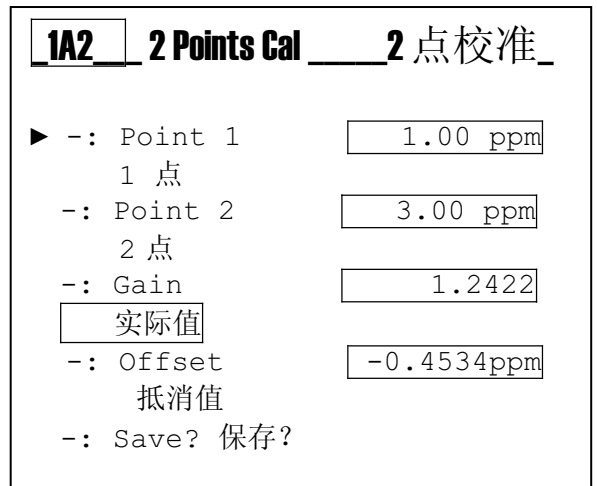 _1A2___ 2 Points Cal _____2 点校准_
► -: Point 1 1.00 ppm
1 点
-: Point 2 3.00 ppm
2 点
-: Gain 1.2422
实际值
-: Offset -0.4534ppm
抵消值
-: Save? 保存?